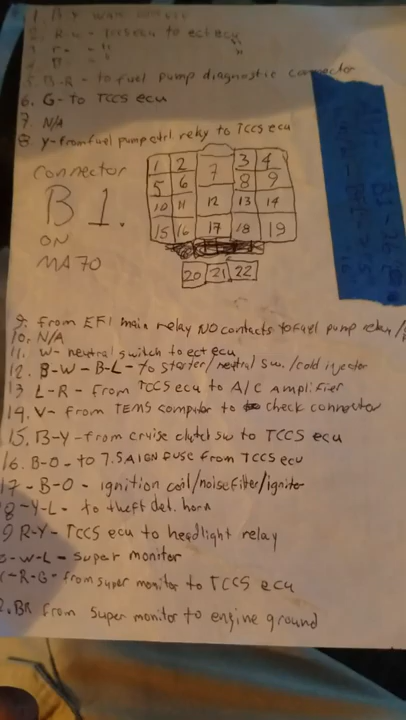 1. B-Y
2. R- TCCS ecu to ect ecu
3.
5. B-R- to fuel pump diagnostic connector
6. G- to TCCS ecu
7. N/A
8. Y-from fuel pump ctrl relay to TCCS ecu
Connector
B1.
ON
MA70
1 2 7 3 4
5 6 8 9
10 11 12 13 14
15 16 17 18 19
20 21 22
9. from EFI main relay NO contacts to fuel pump relay
10. N/A
11. W- neutral switch to ect ecu
12. B-W-B-L- to starter/neutral sw./cold injector
13. L-R- from TCCS ecu to A/C amplifier
14. V- from TEMS computer to check connector
15. B-Y-from cruise clutch sw to TCCS ecu
16. B-O- to 7.5A IGN fuse from TCCS ecu
17-B-O- ignition coil/noise filter/ignitor
8-Y-L- to theft det. horn
9 R-Y-TCCS ecu to headlight relay
-W-L- super monitor
-R-G-from super monitor to TCCS ecu
2. BR from super monitor to engine ground